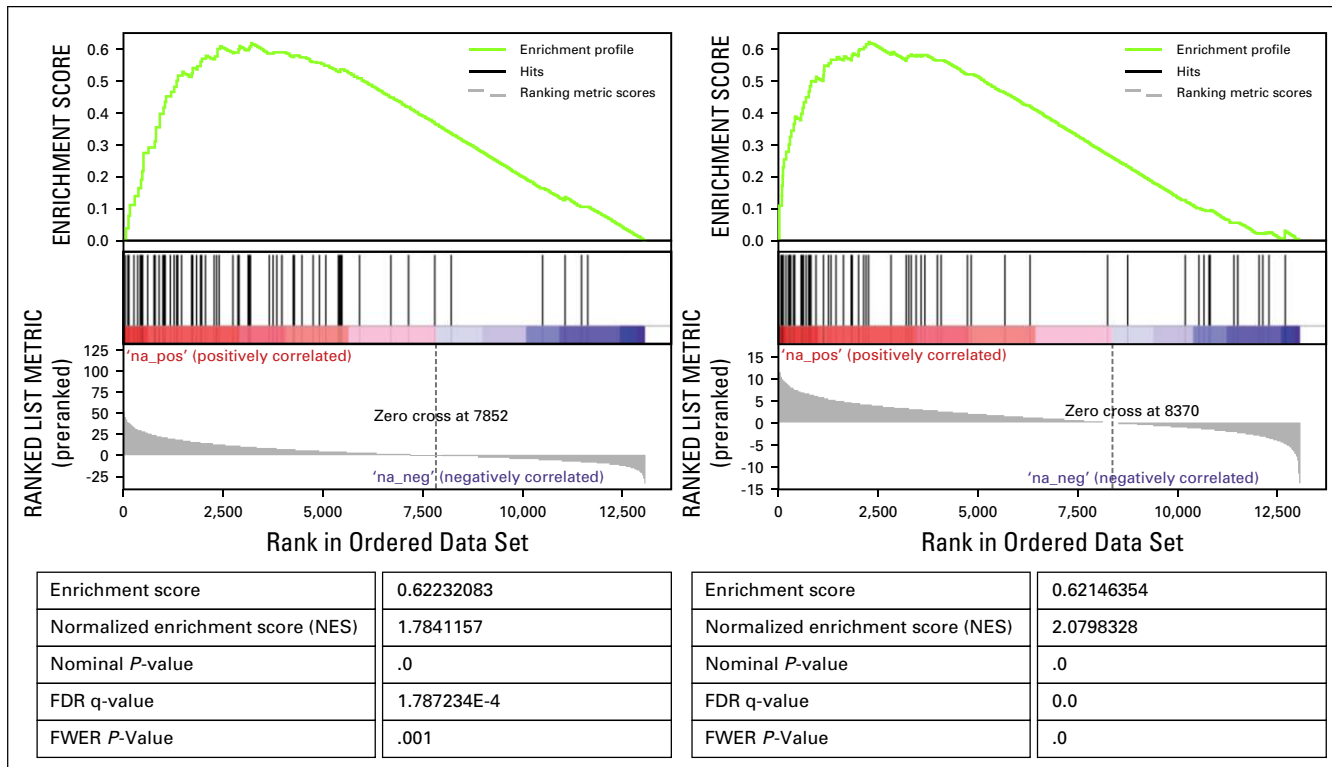 ENRICHMENT SCORE
0.6
0.5
0.4
0.3
0.2
0.1
0.0
Enrichment profile
Hits
Ranking metric scores
RANKED LIST METRIC
(preranked)
125
100
75
50
25
0
-25
'na_pos' (positively correlated)
Zero cross at 7852
'na_neg' (negatively correlated)
0 2,500 5,000 7,500 10,000 12,500
Rank in Ordered Data Set
Enrichment score 0.62232083
Normalized enrichment score (NES) 1.7841157
Nominal P-value .0
FDR q-value 1.787234E-4
FWER P-Value .001
ENRICHMENT SCORE
0.6
0.5
0.4
0.3
0.2
0.1
0.0
Enrichment profile
Hits
Ranking metric scores
RANKED LIST METRIC
(preranked)
15
10
5
0
-5
-10
-15
'na_pos' (positively correlated)
Zero cross at 8370
'na_neg' (negatively correlated)
0 2,500 5,000 7,500 10,000 12,500
Rank in Ordered Data Set
Enrichment score 0.62146354
Normalized enrichment score (NES) 2.0798328
Nominal P-value .0
FDR q-value 0.0
FWER P-Value .0